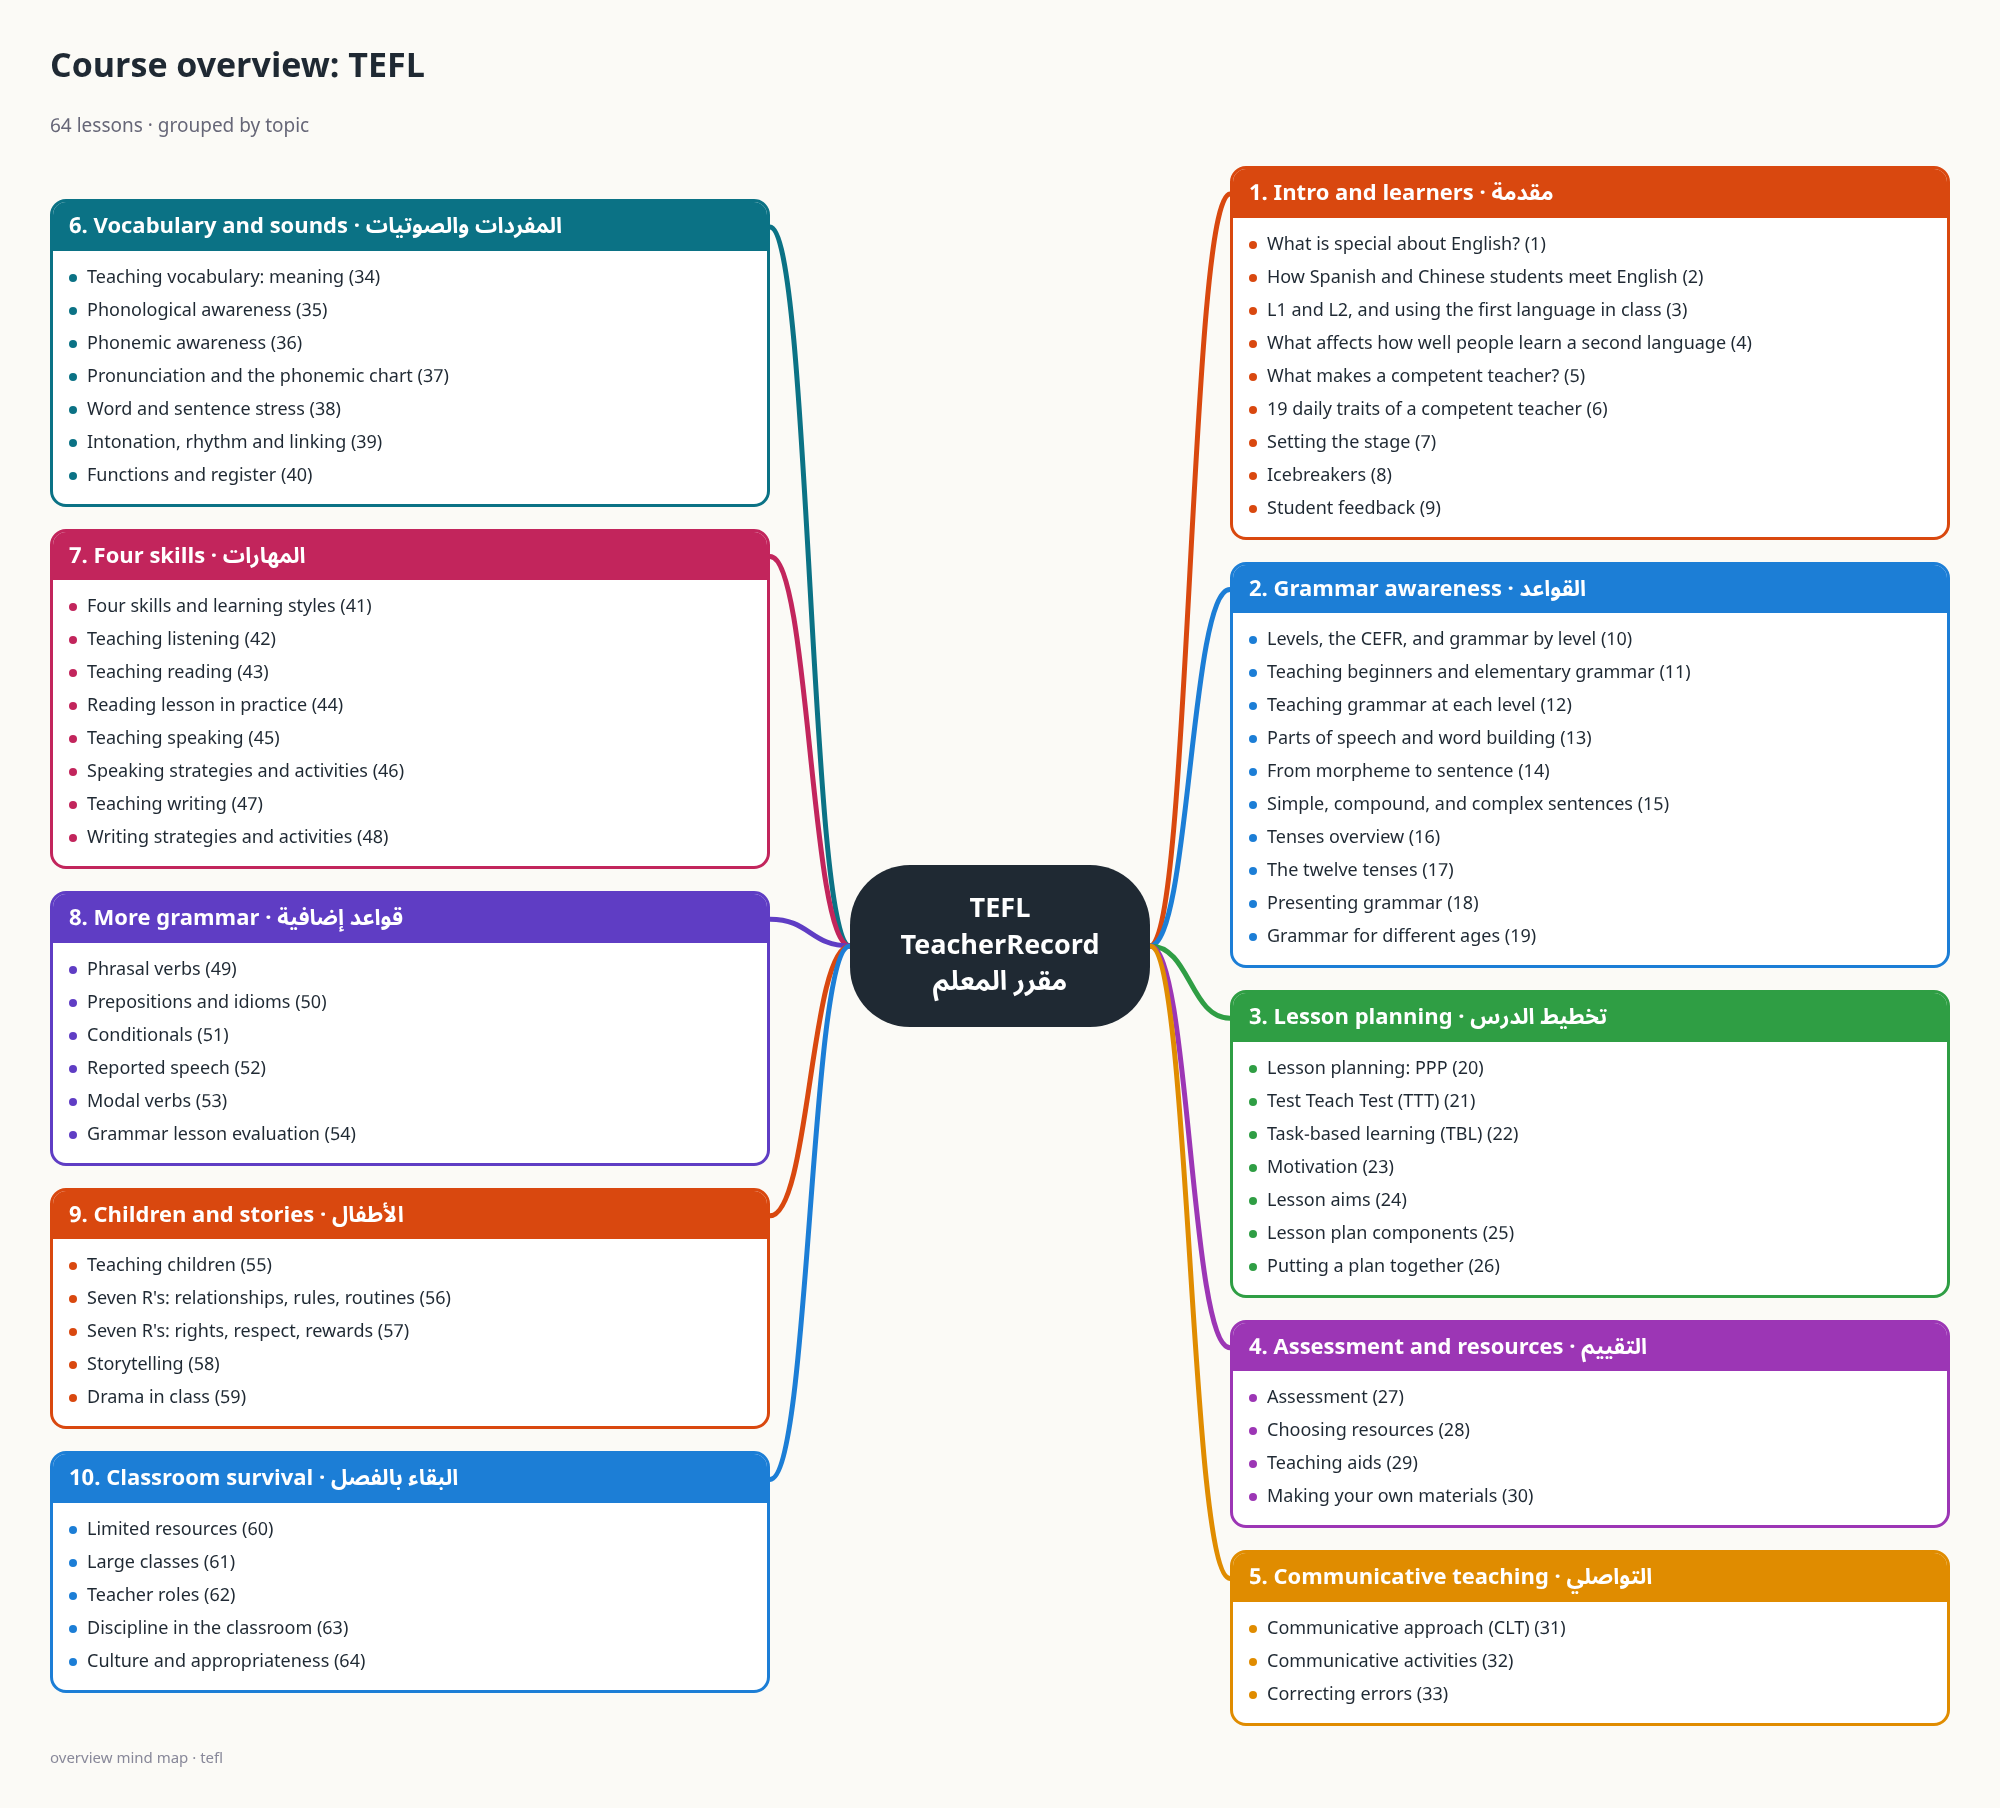 Course overview: TEFL
64 lessons · grouped by topic
1. Intro and learners · مقدمة
What is special about English? (1)
How Spanish and Chinese students meet English (2)
L1 and L2, and using the first language in class (3)
What affects how well people learn a second language (4)
What makes a competent teacher? (5)
19 daily traits of a competent teacher (6)
Setting the stage (7)
Icebreakers (8)
Student feedback (9)
2. Grammar awareness · القواعد
Levels, the CEFR, and grammar by level (10)
Teaching beginners and elementary grammar (11)
Teaching grammar at each level (12)
Parts of speech and word building (13)
From morpheme to sentence (14)
Simple, compound, and complex sentences (15)
Tenses overview (16)
The twelve tenses (17)
Presenting grammar (18)
Grammar for different ages (19)
3. Lesson planning · تخطيط الدرس
Lesson planning: PPP (20)
Test Teach Test (TTT) (21)
Task-based learning (TBL) (22)
Motivation (23)
Lesson aims (24)
Lesson plan components (25)
Putting a plan together (26)
4. Assessment and resources · التقييم
Assessment (27)
Choosing resources (28)
Teaching aids (29)
Making your own materials (30)
5. Communicative teaching · التواصلي
Communicative approach (CLT) (31)
Communicative activities (32)
Correcting errors (33)
6. Vocabulary and sounds · المفردات والصوتيات
Teaching vocabulary: meaning (34)
Phonological awareness (35)
Phonemic awareness (36)
Pronunciation and the phonemic chart (37)
Word and sentence stress (38)
Intonation, rhythm and linking (39)
Functions and register (40)
7. Four skills · المهارات
Four skills and learning styles (41)
Teaching listening (42)
Teaching reading (43)
Reading lesson in practice (44)
Teaching speaking (45)
Speaking strategies and activities (46)
Teaching writing (47)
Writing strategies and activities (48)
8. More grammar · قواعد إضافية
Phrasal verbs (49)
Prepositions and idioms (50)
Conditionals (51)
Reported speech (52)
Modal verbs (53)
Grammar lesson evaluation (54)
9. Children and stories · الأطفال
Teaching children (55)
Seven R's: relationships, rules, routines (56)
Seven R's: rights, respect, rewards (57)
Storytelling (58)
Drama in class (59)
10. Classroom survival · البقاء بالفصل
Limited resources (60)
Large classes (61)
Teacher roles (62)
Discipline in the classroom (63)
Culture and appropriateness (64)
TEFL
TeacherRecord
مقرر المعلم
overview mind map · tefl